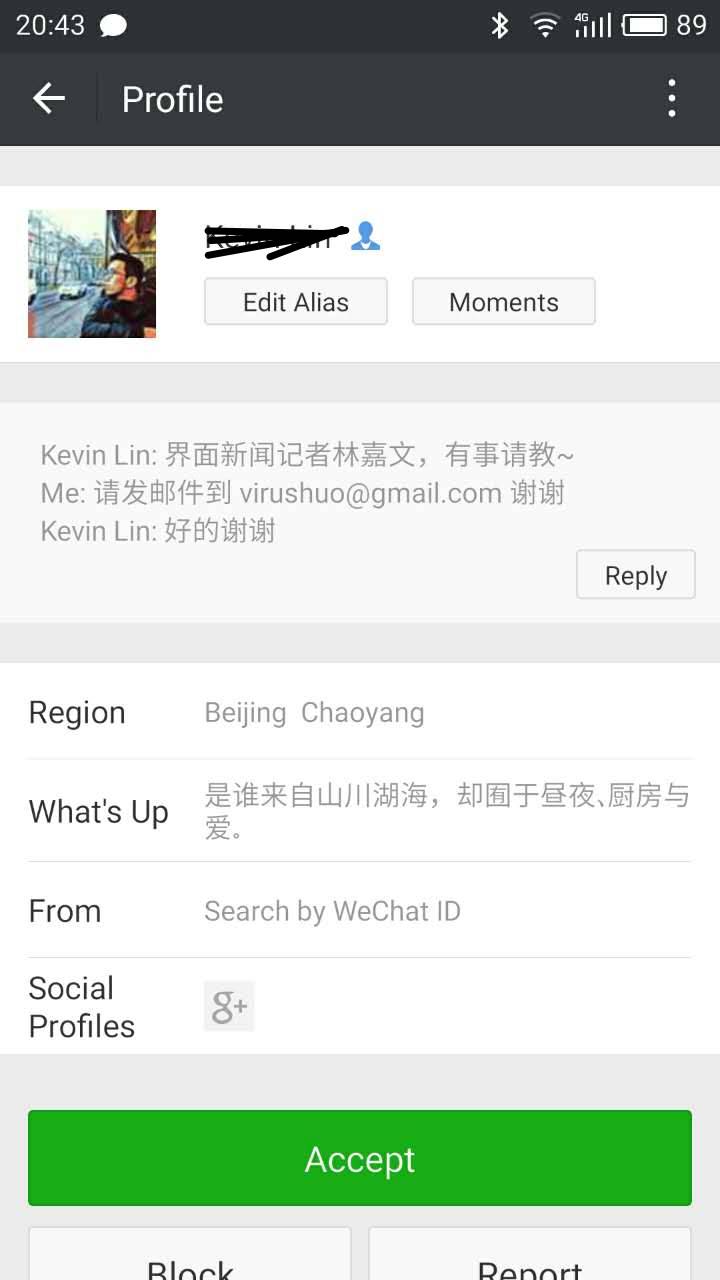 20:43
4G
89
Profile
Edit Alias
Moments
Kevin Lin: 界面新闻记者林嘉文，有事请教~
Me: 请发邮件到 virushuo@gmail.com 谢谢
Kevin Lin: 好的谢谢
Reply
Region
Beijing Chaoyang
What's Up
是谁来自山川湖海，却囿于昼夜、厨房与
爱。
From
Search by WeChat ID
Social
Profiles
g+
Accept
Block
Report